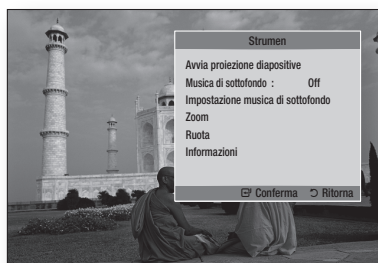 Strumen
Avvia proiezione diapositive
Musica di sottofondo : Off
Impostazione musica di sottofondo
Zoom
Ruota
Informazioni
Conferma Ritorna